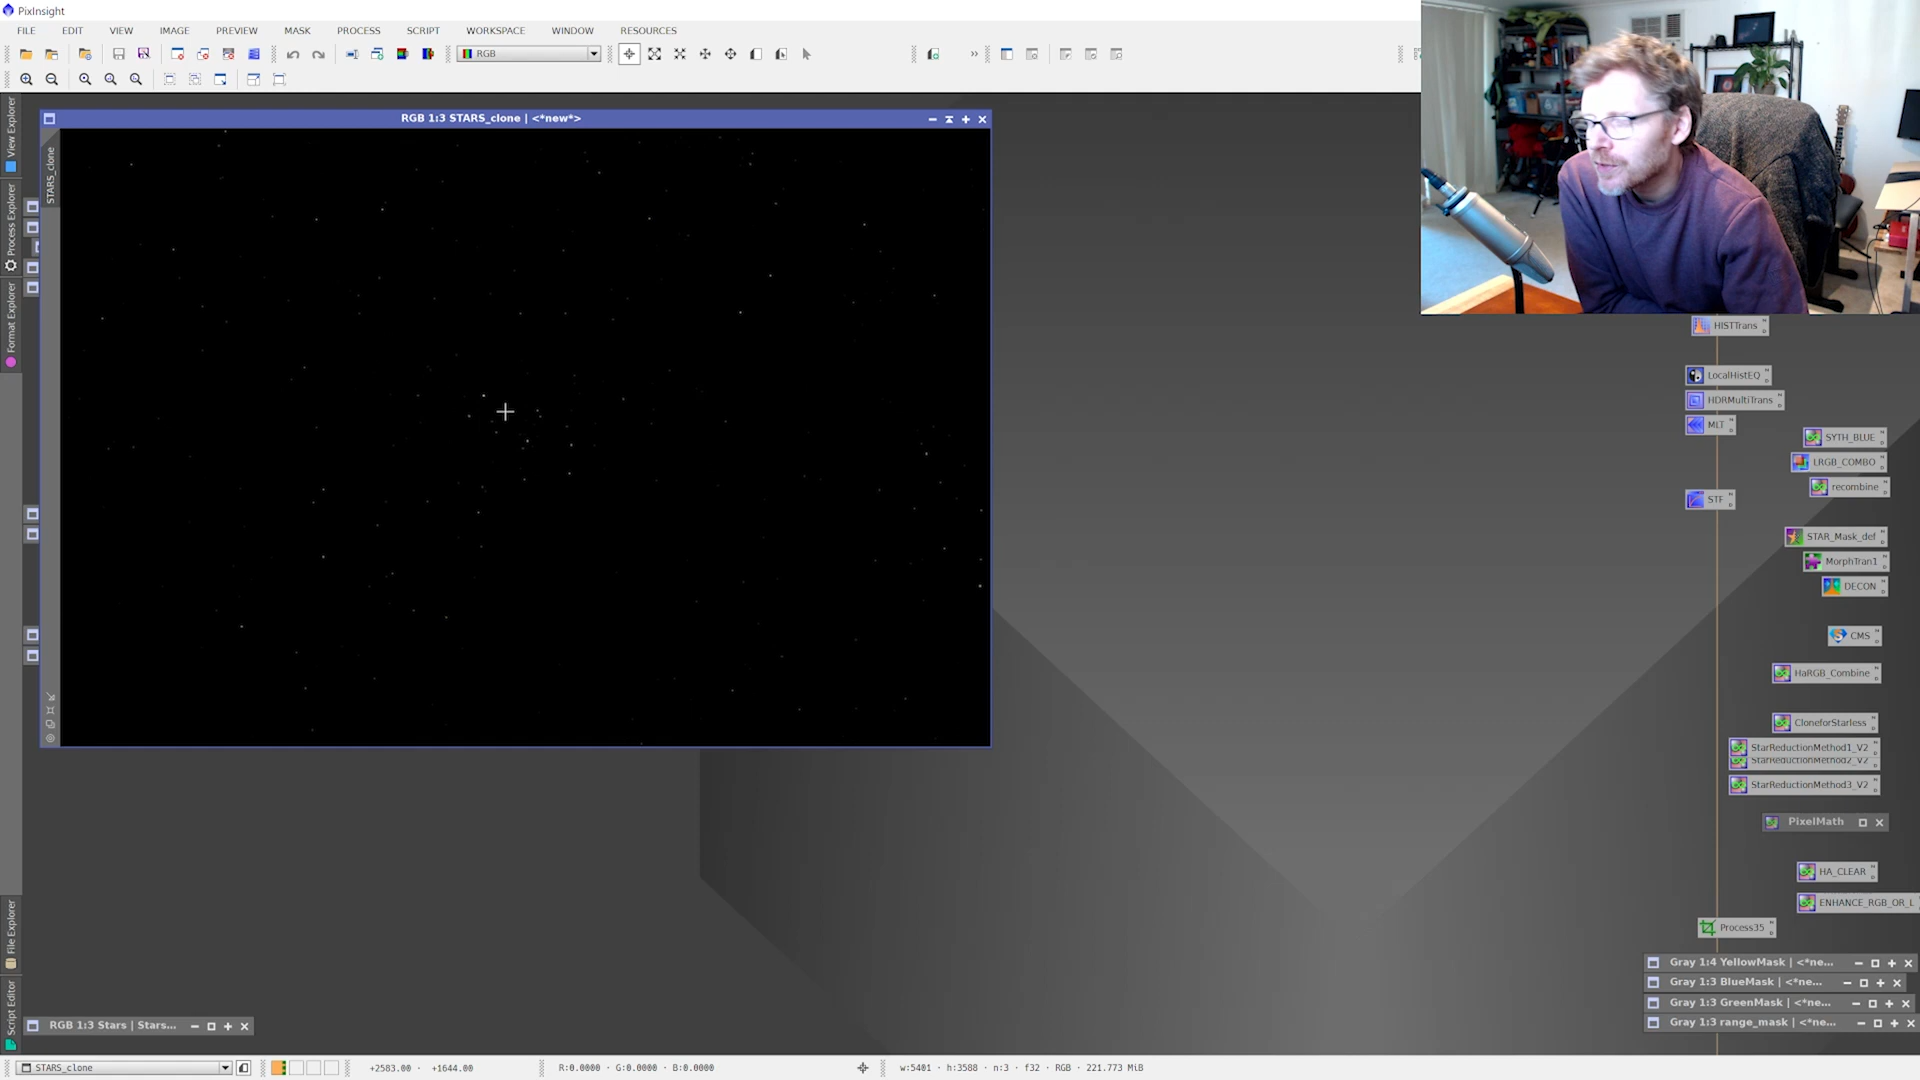 PixInsight
FILE EDIT VIEW IMAGE PREVIEW MASK PROCESS SCRIPT WORKSPACE WINDOW RESOURCES
RGB
View Explorer
Process Explorer
Format Explorer
File Explorer
Script Editor
RGB 1:3 STARS_clone | <*new*>
STARS_clone
HISTTrans
LocalHistEQ
HDRMultiTrans
MLT
SYTH_BLUE
LRGB_COMBO
recombine
STF
STAR_Mask_def
MorphTran1
DECON
CMS
HaRGB_Combine
CloneforStarless
StarReductionMethod1_V2
StarReductionMethod2_V2
StarReductionMethod3_V2
PixelMath
HA_CLEAR
ENHANCE_RGB_OR_L
Process35
Gray 1:4 YellowMask | <*ne...
Gray 1:3 BlueMask | <*ne...
Gray 1:3 GreenMask | <*ne...
Gray 1:3 range_mask | <*ne...
RGB 1:3 Stars | Stars...
STARS_clone
+2583.00 · +1644.00
R:0.0000 · G:0.0000 · B:0.0000
w:5401 · h:3588 · n:3 · f32 · RGB · 221.773 MiB